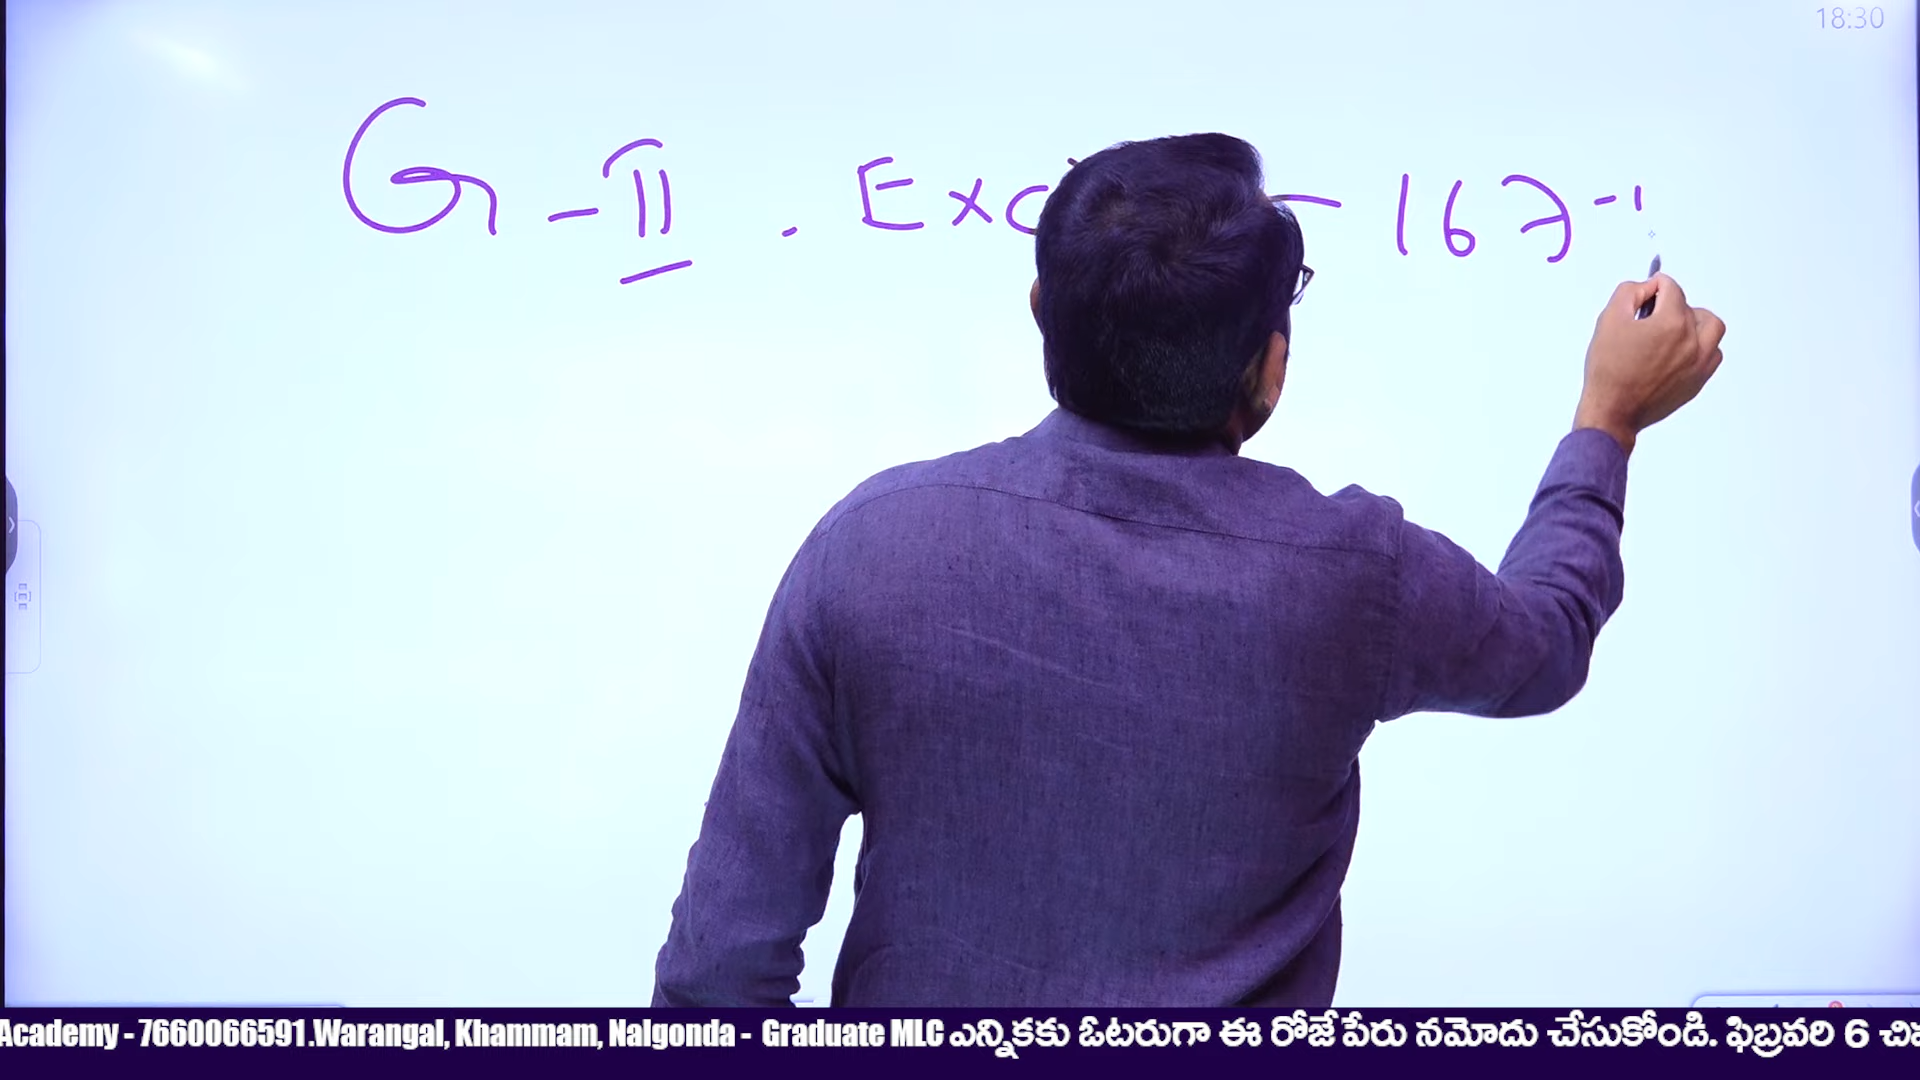 18:30
G-II . Exc - 167-1
Academy - 7660066591.Warangal, Khammam, Nalgonda - Graduate MLC ఎన్నికకు ఓటరుగా ఈ రోజే పేరు నమోదు చేసుకోండి. ఫిబ్రవరి 6 చి